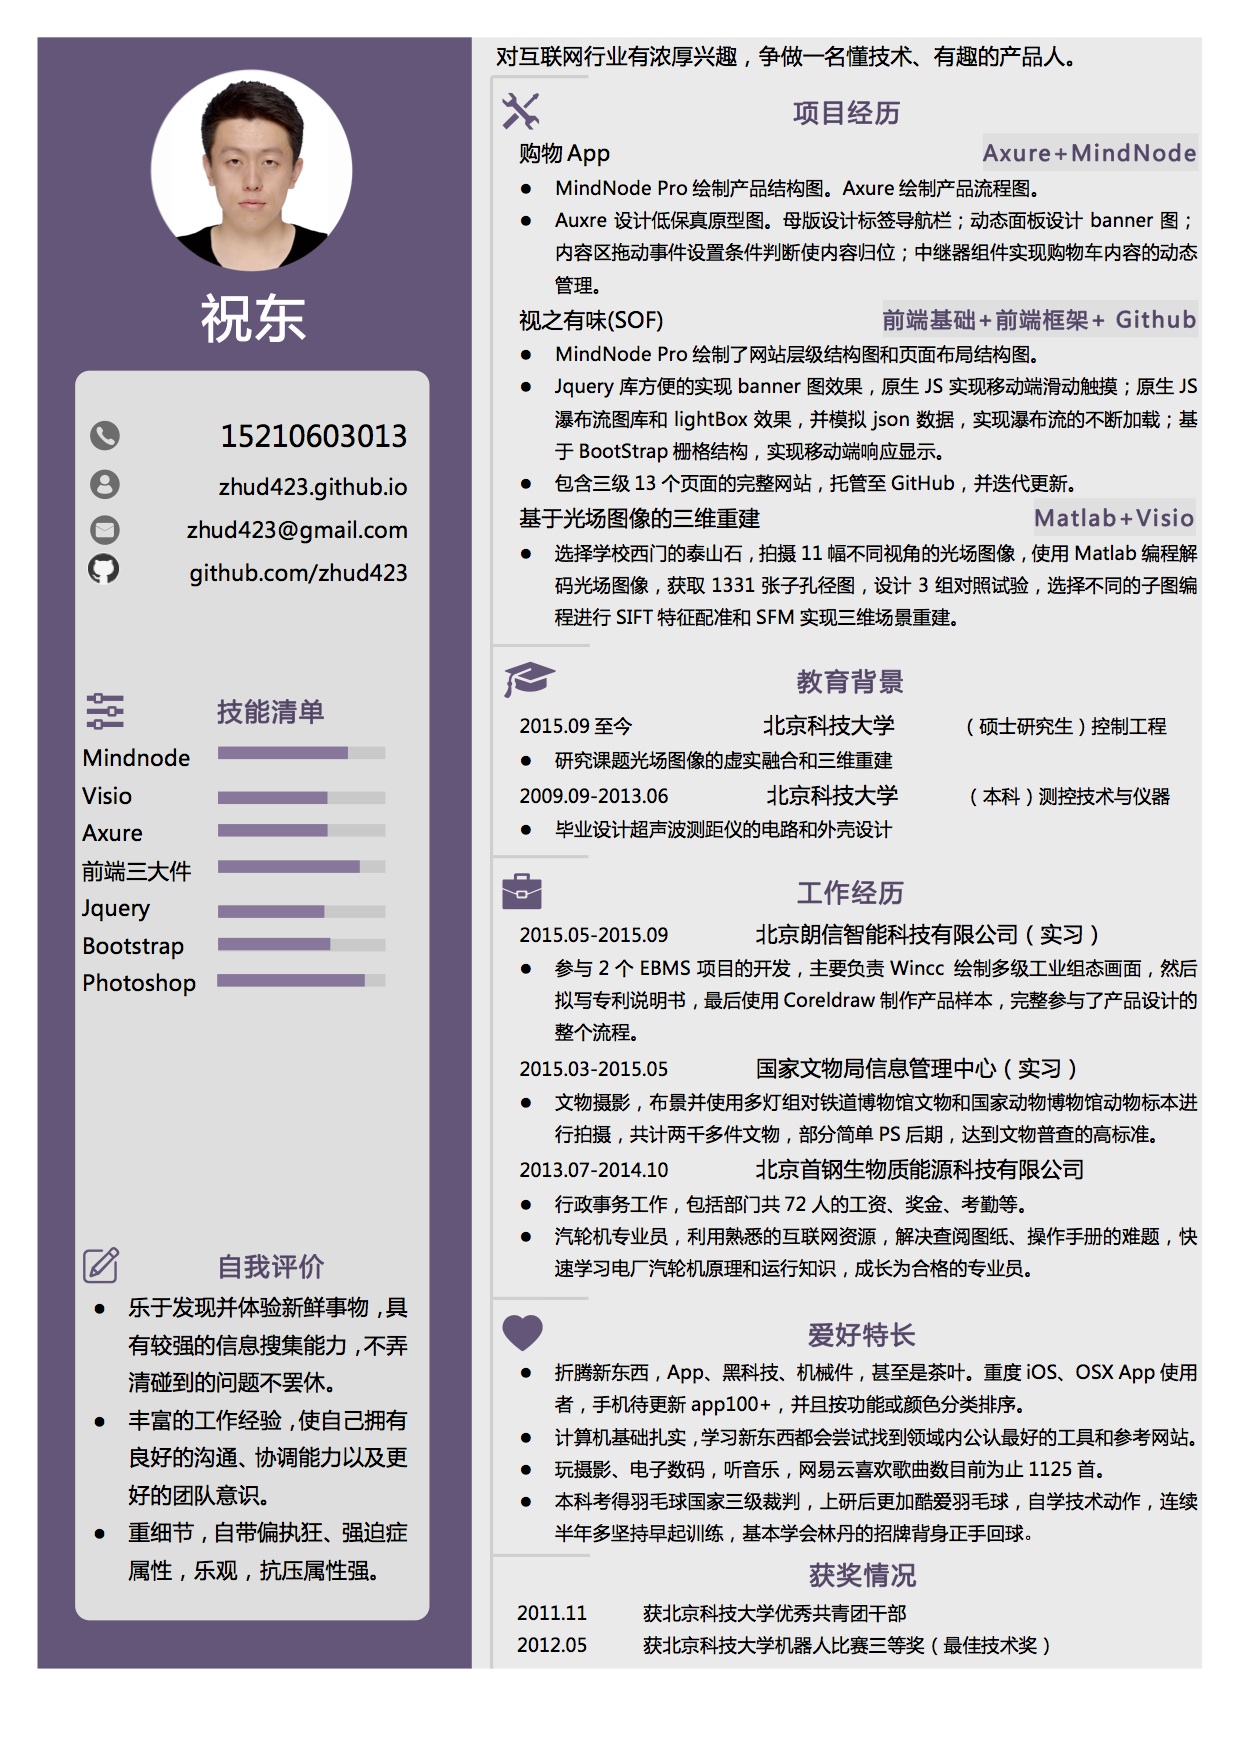 祝东
15210603013
zhud423.github.io
zhud423@gmail.com
github.com/zhud423
技能清单
Mindnode
Visio
Axure
前端三大件
Jquery
Bootstrap
Photoshop
自我评价
● 乐于发现并体验新鲜事物，具
有较强的信息搜集能力，不弄
清碰到的问题不罢休。
● 丰富的工作经验，使自己拥有
良好的沟通、协调能力以及更
好的团队意识。
● 重细节，自带偏执狂、强迫症
属性，乐观，抗压属性强。
对互联网行业有浓厚兴趣，争做一名懂技术、有趣的产品人。
项目经历
购物 App Axure+MindNode
● MindNode Pro 绘制产品结构图。Axure 绘制产品流程图。
● Auxre 设计低保真原型图。母版设计标签导航栏；动态面板设计 banner 图；
内容区拖动事件设置条件判断使内容归位；中继器组件实现购物车内容的动态
管理。
视之有味(SOF) 前端基础+前端框架+ Github
● MindNode Pro 绘制了网站层级结构图和页面布局结构图。
● Jquery 库方便的实现 banner 图效果，原生 JS 实现移动端滑动触摸；原生 JS
瀑布流图库和 lightBox 效果，并模拟 json 数据，实现瀑布流的不断加载；基
于 BootStrap 栅格结构，实现移动端响应显示。
● 包含三级 13 个页面的完整网站，托管至 GitHub，并迭代更新。
基于光场图像的三维重建 Matlab+Visio
● 选择学校西门的泰山石，拍摄 11 幅不同视角的光场图像，使用 Matlab 编程解
码光场图像，获取 1331 张子孔径图，设计 3 组对照试验，选择不同的子图编
程进行 SIFT 特征配准和 SFM 实现三维场景重建。
教育背景
2015.09 至今 北京科技大学 （硕士研究生）控制工程
● 研究课题光场图像的虚实融合和三维重建
2009.09-2013.06 北京科技大学 （本科）测控技术与仪器
● 毕业设计超声波测距仪的电路和外壳设计
工作经历
2015.05-2015.09 北京朗信智能科技有限公司（实习）
● 参与 2 个 EBMS 项目的开发，主要负责 Wincc 绘制多级工业组态画面，然后
拟写专利说明书，最后使用 Coreldraw 制作产品样本，完整参与了产品设计的
整个流程。
2015.03-2015.05 国家文物局信息管理中心（实习）
● 文物摄影，布景并使用多灯组对铁道博物馆文物和国家动物博物馆动物标本进
行拍摄，共计两千多件文物，部分简单 PS 后期，达到文物普查的高标准。
2013.07-2014.10 北京首钢生物质能源科技有限公司
● 行政事务工作，包括部门共 72 人的工资、奖金、考勤等。
● 汽轮机专业员，利用熟悉的互联网资源，解决查阅图纸、操作手册的难题，快
速学习电厂汽轮机原理和运行知识，成长为合格的专业员。
爱好特长
● 折腾新东西，App、黑科技、机械件，甚至是茶叶。重度 iOS、OSX App 使用
者，手机待更新 app100+，并且按功能或颜色分类排序。
● 计算机基础扎实，学习新东西都会尝试找到领域内公认最好的工具和参考网站。
● 玩摄影、电子数码，听音乐，网易云喜欢歌曲数目前为止 1125 首。
● 本科考得羽毛球国家三级裁判，上研后更加酷爱羽毛球，自学技术动作，连续
半年多坚持早起训练，基本学会林丹的招牌背身正手回球。
获奖情况
2011.11 获北京科技大学优秀共青团干部
2012.05 获北京科技大学机器人比赛三等奖（最佳技术奖）